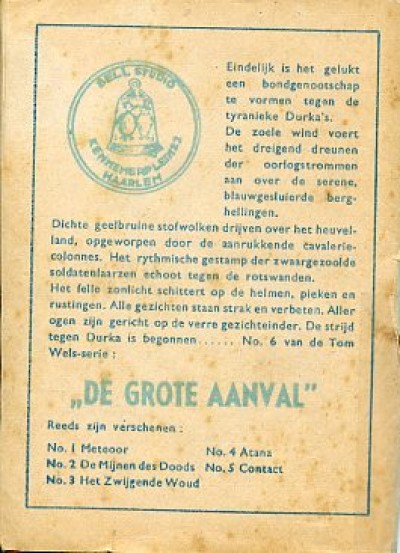 BELL STUDIO
KENNEMERPLEIN 23
HAARLEM
Eindelijk is het gelukt
een bondgenootschap
te vormen tegen de
tyranieke Durka's.
De zoele wind voert
het dreigend dreunen
der oorlogstrommen
aan over de serene,
blauwgesluierde berg-
hellingen.
Dichte geelbruine stofwolken drijven over het heuvel-
land, opgeworpen door de aanrukkende cavalerie-
colonnes. Het rythmische gestamp der zwaargezoolde
soldatenlaarzen echoot tegen de rotswanden.
Het felle zonlicht schittert op de helmen, pieken en
rustingen. Alle gezichten staan strak en verbeten. Aller
ogen zijn gericht op de verre gezichteinder. De strijd
tegen Durka is begonnen...... No. 6 van de Tom
Wels-serie :
„DE GROTE AANVAL”
Reeds zijn verschenen :
No. 1 Meteoor
No. 2 De Mijnen des Doods
No. 3 Het Zwijgende Woud
No. 4 Atana
No. 5 Contact